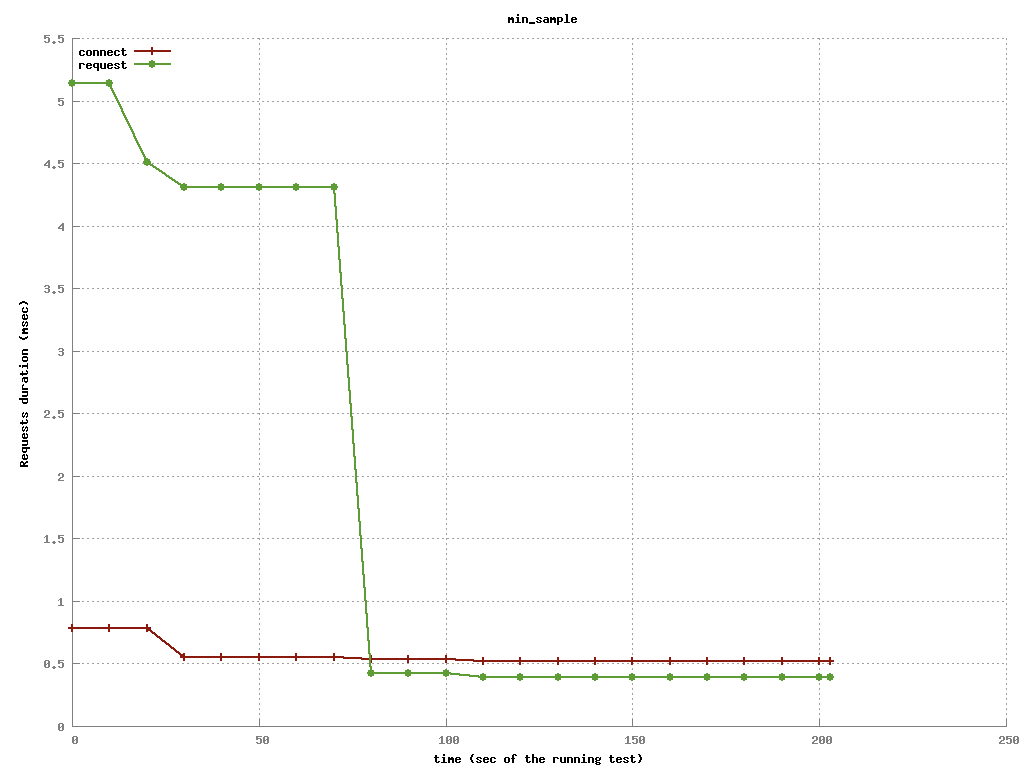 min_sample
connect
request
5.5
5
4.5
4
3.5
3
2.5
2
1.5
1
0.5
0
Requests duration (msec)
0 50 100 150 200 250
time (sec of the running test)